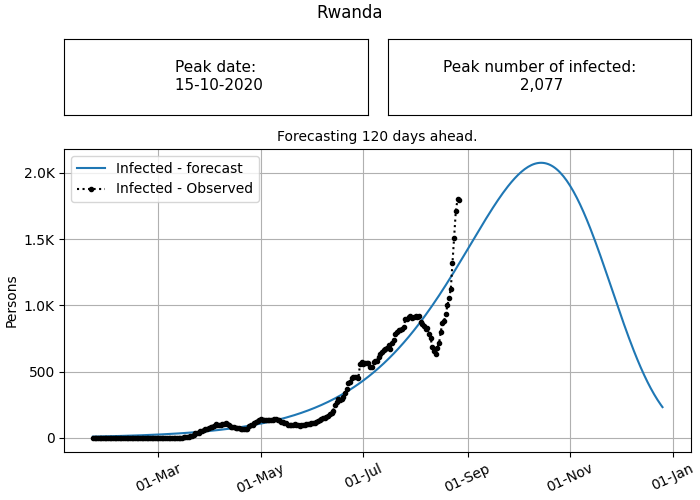 Rwanda
Peak date:
15-10-2020
Peak number of infected:
2,077
Forecasting 120 days ahead.
Infected - forecast
Infected - Observed
2.0K
1.5K
1.0K
500
0
Persons
01-Mar
01-May
01-Jul
01-Sep
01-Nov
01-Jan